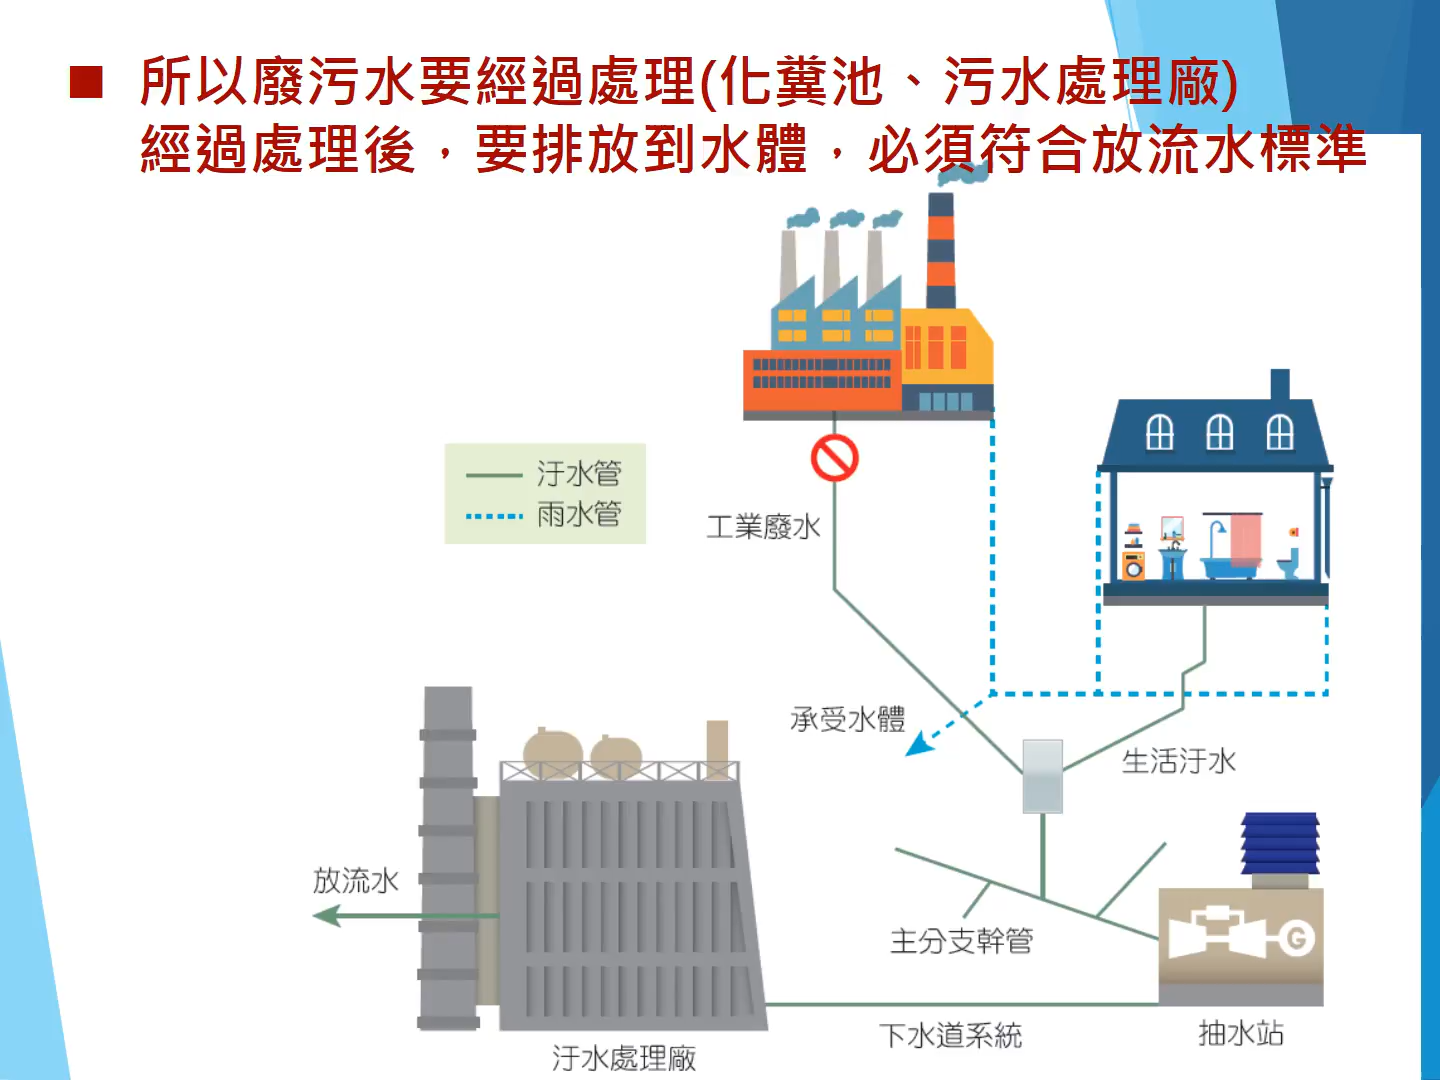 所以廢污水要經過處理(化糞池、污水處理廠)
經過處理後，要排放到水體，必須符合放流水標準
汙水管
雨水管
工業廢水
承受水體
生活汙水
放流水
主分支幹管
G
下水道系統
抽水站
汙水處理廠